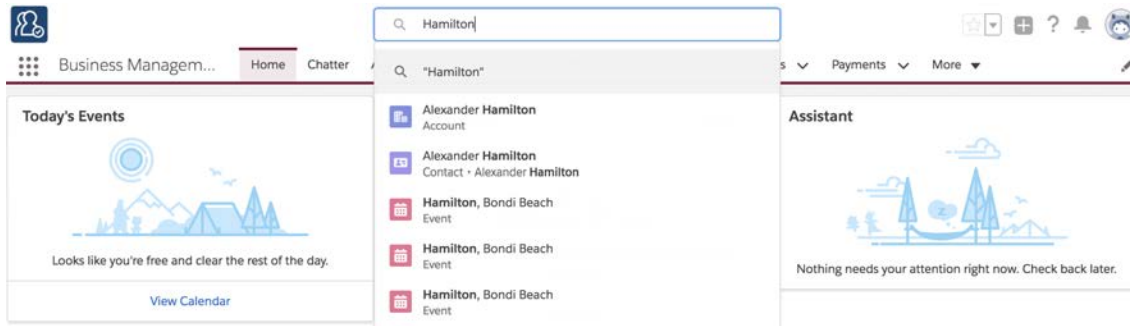 Hamilton
Business Managem... Home Chatter Payments More
"Hamilton"
Today's Events
Looks like you're free and clear the rest of the day.
View Calendar
Alexander Hamilton
Account
Alexander Hamilton
Contact • Alexander Hamilton
Hamilton, Bondi Beach
Event
Hamilton, Bondi Beach
Event
Hamilton, Bondi Beach
Event
Assistant
Nothing needs your attention right now. Check back later.